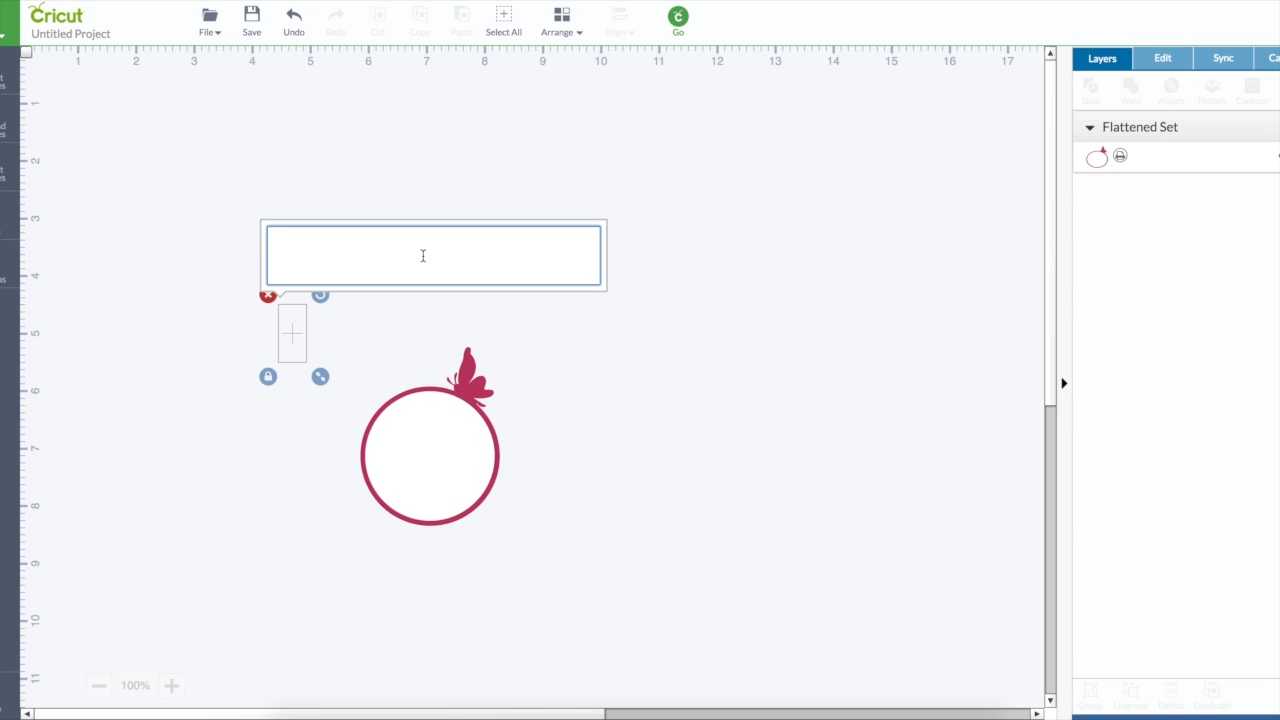 Cricut
Untitled Project
File Save Undo Redo Cut Copy Paste Select All Arrange Align Go
1 2 3 4 5 6 7 8 9 10 11 12 13 14 15 16 17
Layers Edit Sync Ca
Slice Weld Attach Flatten Contour
Flattened Set
1
2
3
4
5
6
7
8
9
10
11
100%
Group Ungroup Delete Duplicate